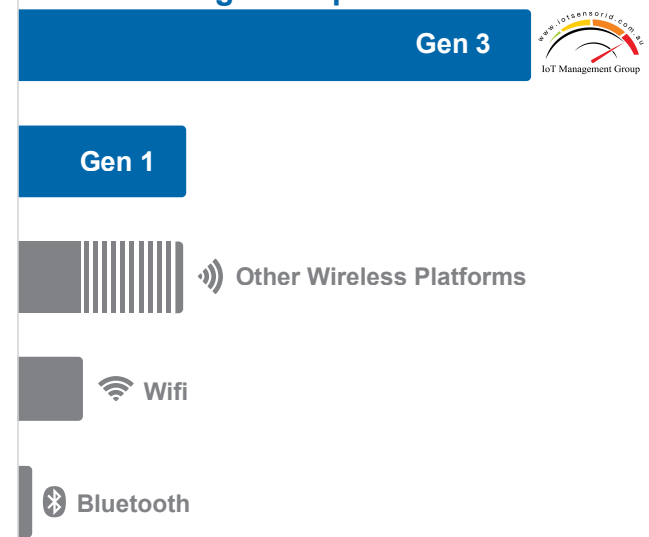 Gen 3
www.iotsensorid.com.au
IoT Management Group
Gen 1
Other Wireless Platforms
Wifi
Bluetooth